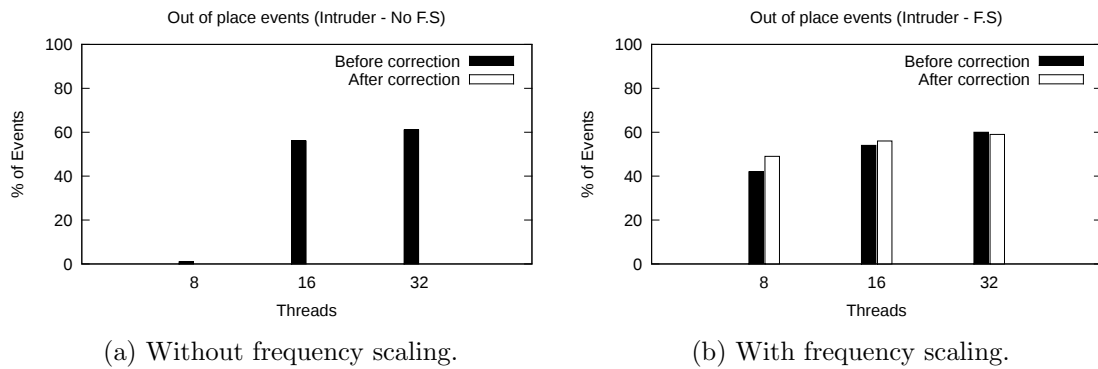 Out of place events (Intruder - No F.S)
100
80
60
40
20
0
% of Events
Before correction
After correction
8 16 32
Threads
(a) Without frequency scaling.
Out of place events (Intruder - F.S)
100
80
60
40
20
0
% of Events
Before correction
After correction
8 16 32
Threads
(b) With frequency scaling.